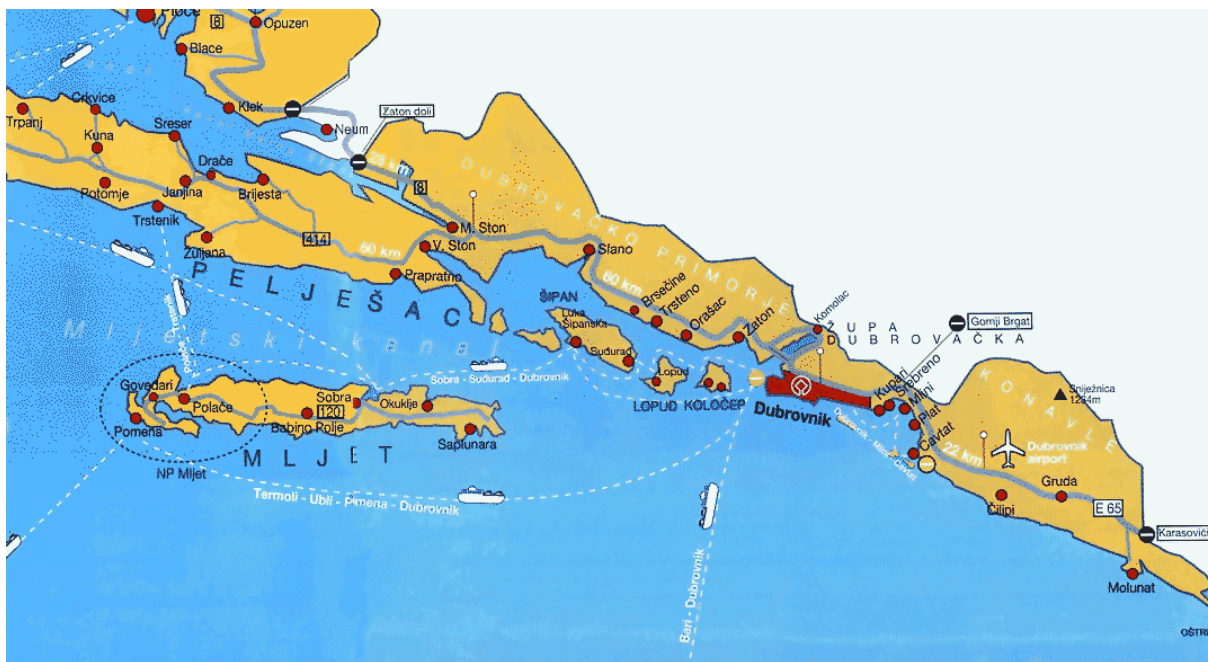 Ploče
8
Opuzen
Blace
Klek
Neum
Zaton doli
Trpanj
Crkvice
Kuna
Sreser
Drače
Potomje
Janjina
Brijesta
Trstenik
Žuljana
414
25 km
8
60 km
M. Ston
V. Ston
Prapratno
PELJEŠAC
DUBROVAČKO PRIMORJE
Slano
60 km
Brsečine
Trsteno
Orašac
Zaton
Komolac
ŽUPA
DUBROVAČKA
Gornji Brgat
ŠIPAN
Luka
Šipanska
Suđurađ
Lopud
LOPUD
KOLOČEP
Dubrovnik
Kupari
Srebreno
Mlini
Plat
Cavtat
KONAVLE
Sniježnica
1234m
22 km
Dubrovnik
airport
Čilipi
Gruda
E 65
Karasovići
Molunat
Mljetski kanal
Sobra - Suđurađ - Dubrovnik
Govedari
Polače
Pomena
Sobra
120
Babino Polje
Okuklje
Saplunara
MLJET
NP Mljet
Termoli - Ubli - Pimena - Dubrovnik
Bari - Dubrovnik